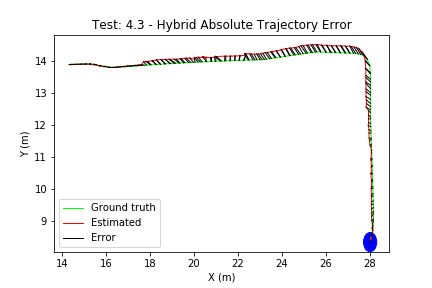 Test: 4.3 - Hybrid Absolute Trajectory Error
Y (m)
14
13
12
11
10
9
Ground truth
Estimated
Error
14 16 18 20 22 24 26 28
X (m)